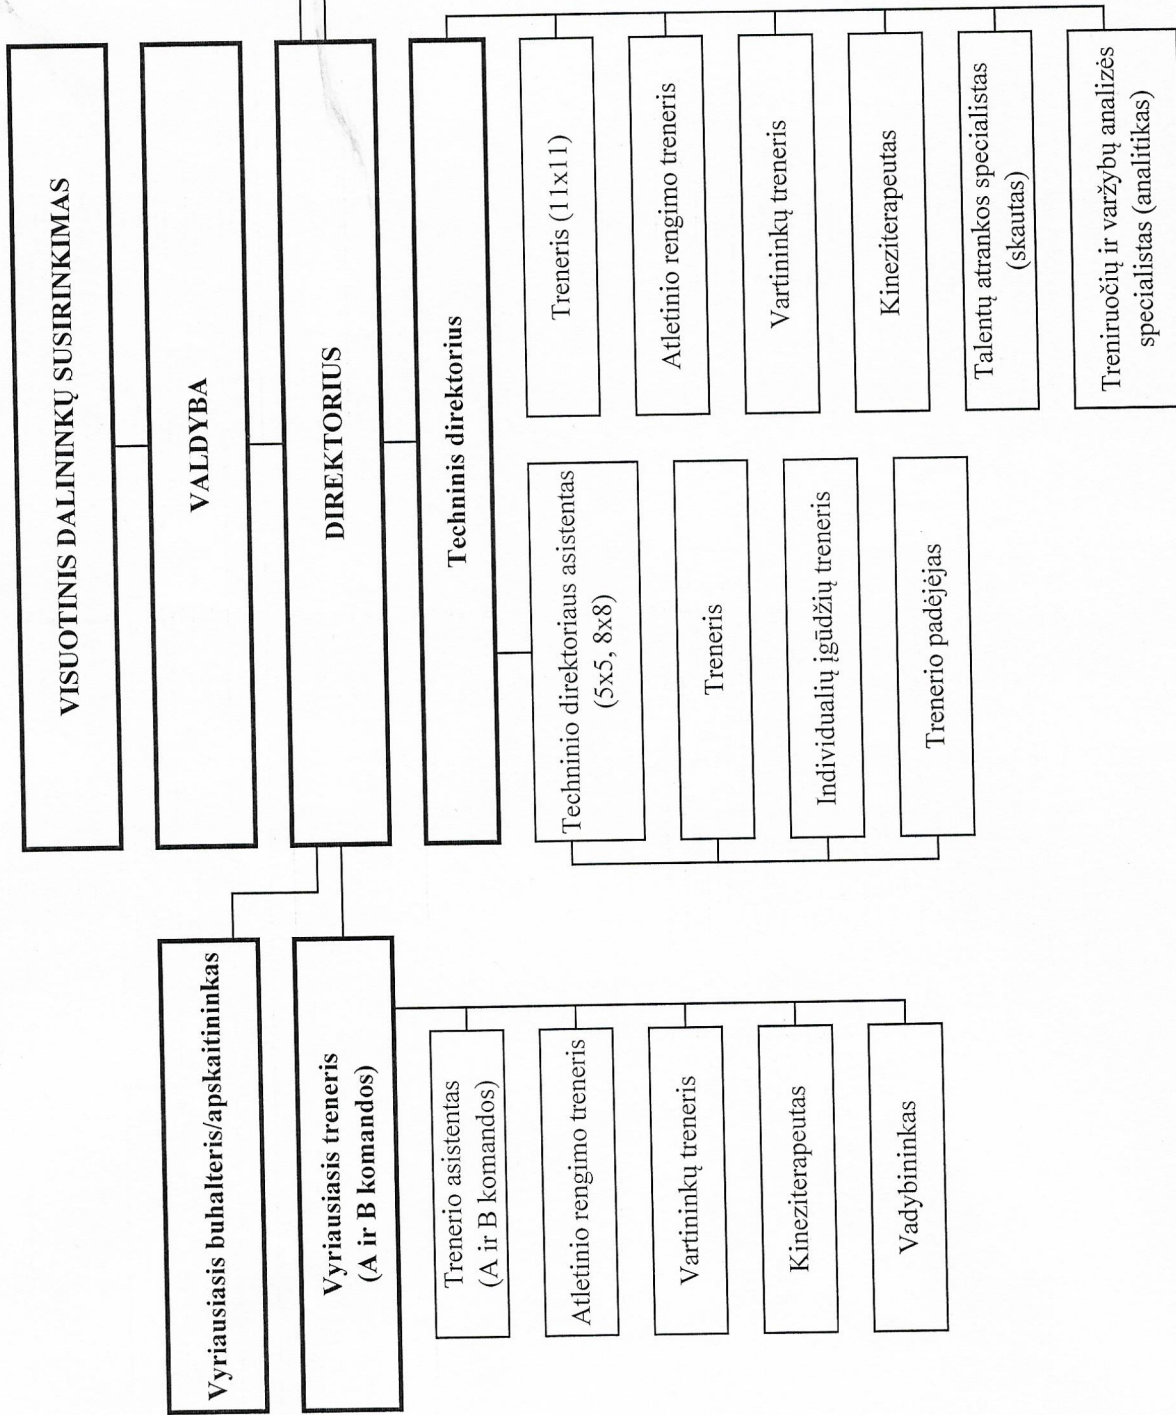 VISUOTINIS DALININKŲ SUSIRINKIMAS
VALDYBA
DIREKTORIUS
Vyriausiasis buhalteris/apskaitininkas
Vyriausiasis treneris
(A ir B komandos)
Trenerio asistentas
(A ir B komandos)
Atletinio rengimo treneris
Vartininkų treneris
Kineziterapeutas
Vadybininkas
Techninis direktorius
Techninio direktoriaus asistentas
(5x5, 8x8)
Treneris
Individualių įgūdžių treneris
Trenerio padėjėjas
Treneris (11x11)
Atletinio rengimo treneris
Vartininkų treneris
Kineziterapeutas
Talentų atrankos specialistas
(skautas)
Treniruočių ir varžybų analizės
specialistas (analitikas)